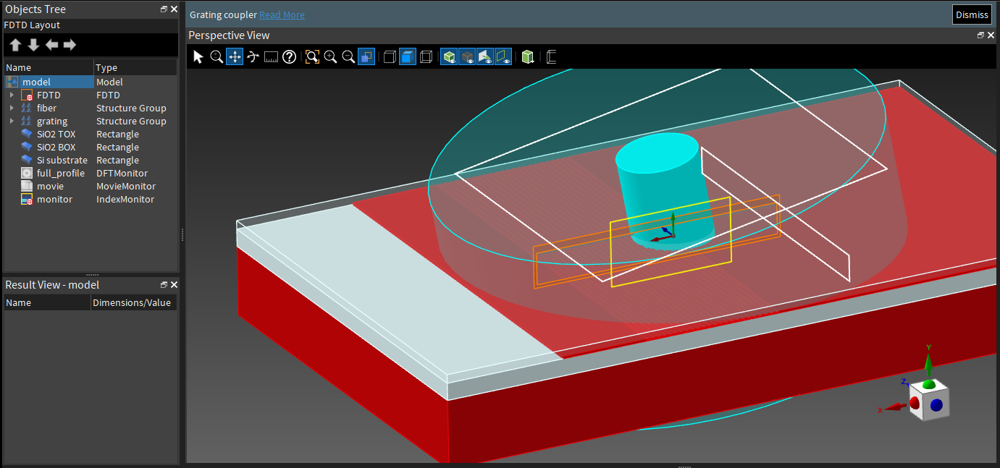 Objects Tree
FDTD Layout
Name Type
model Model
FDTD FDTD
fiber Structure Group
grating Structure Group
SiO2 TOX Rectangle
SiO2 BOX Rectangle
Si substrate Rectangle
full_profile DFTMonitor
movie MovieMonitor
monitor IndexMonitor
Result View - model
Name Dimensions/Value
Grating coupler Read More
Dismiss
Perspective View
Y
Z
X